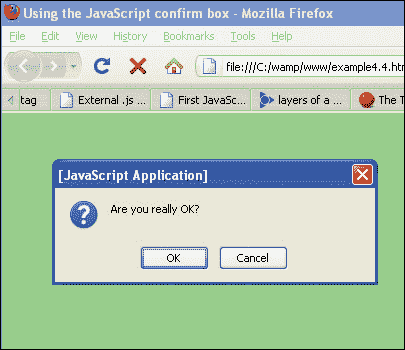 Using the JavaScript confirm box - Mozilla Firefox
File Edit View History Bookmarks Tools Help
file:///C:/wamp/www/example4.4.htm
tag External .js ... First JavaSc... layers of a ... The T
[JavaScript Application]
Are you really OK?
OK Cancel